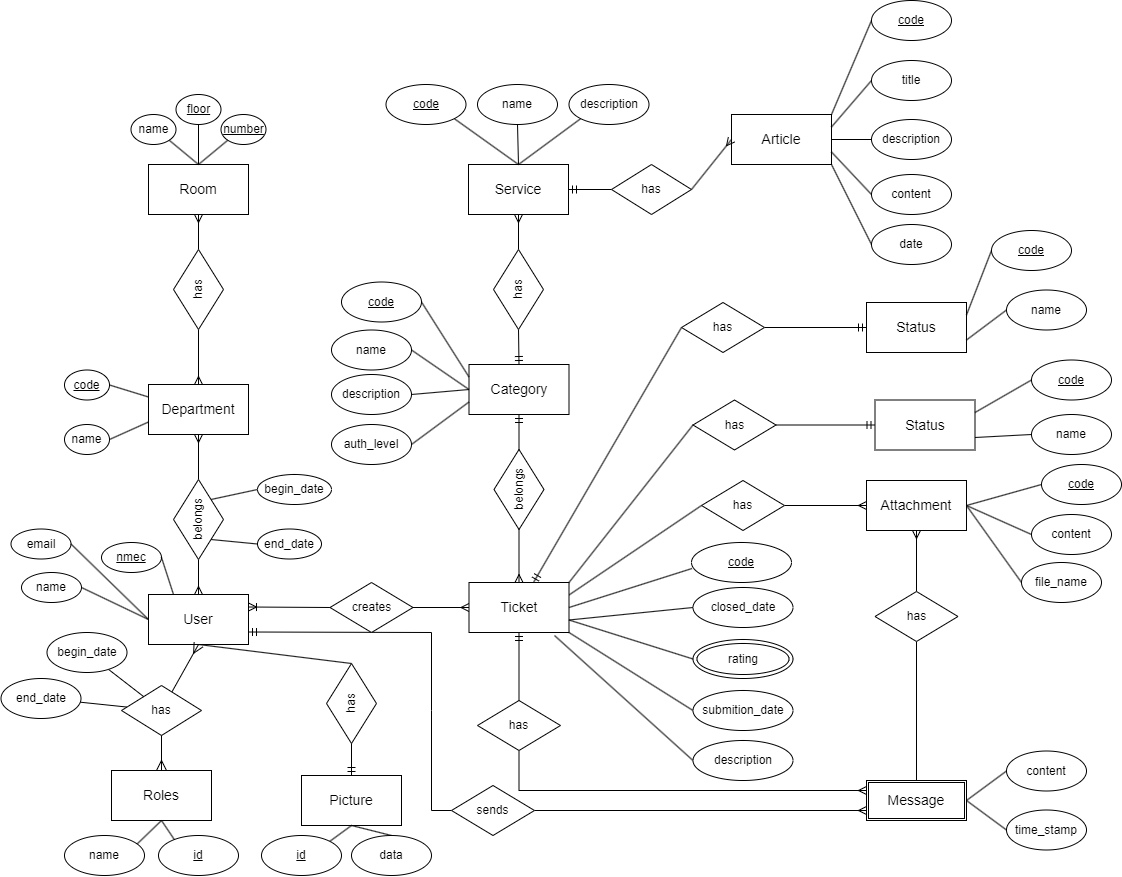 code
title
description
content
date
Article
floor
name
number
Room
code
name
description
Service
has
has
has
code
name
Status
has
code
name
description
auth_level
Category
code
name
Department
code
name
Status
has
belongs
begin_date
end_date
belongs
has
Attachment
code
content
file_name
email
name
nmec
User
creates
Ticket
code
closed_date
rating
submition_date
description
has
begin_date
end_date
has
has
has
Roles
name
id
Picture
id
data
sends
Message
content
time_stamp